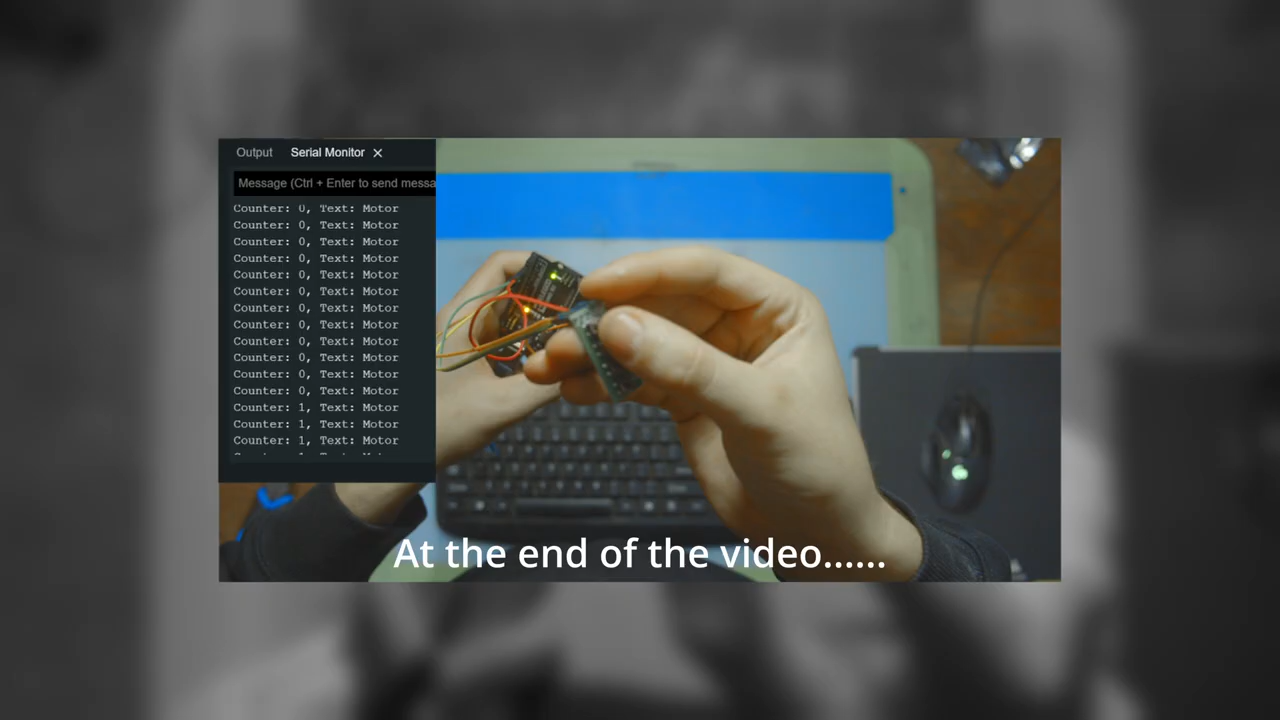 Output Serial Monitor ×
Message (Ctrl + Enter to send messa
Counter: 0, Text: Motor
Counter: 0, Text: Motor
Counter: 0, Text: Motor
Counter: 0, Text: Motor
Counter: 0, Text: Motor
Counter: 0, Text: Motor
Counter: 0, Text: Motor
Counter: 0, Text: Motor
Counter: 0, Text: Motor
Counter: 0, Text: Motor
Counter: 0, Text: Motor
Counter: 0, Text: Motor
Counter: 1, Text: Motor
Counter: 1, Text: Motor
Counter: 1, Text: Motor
At the end of the video......